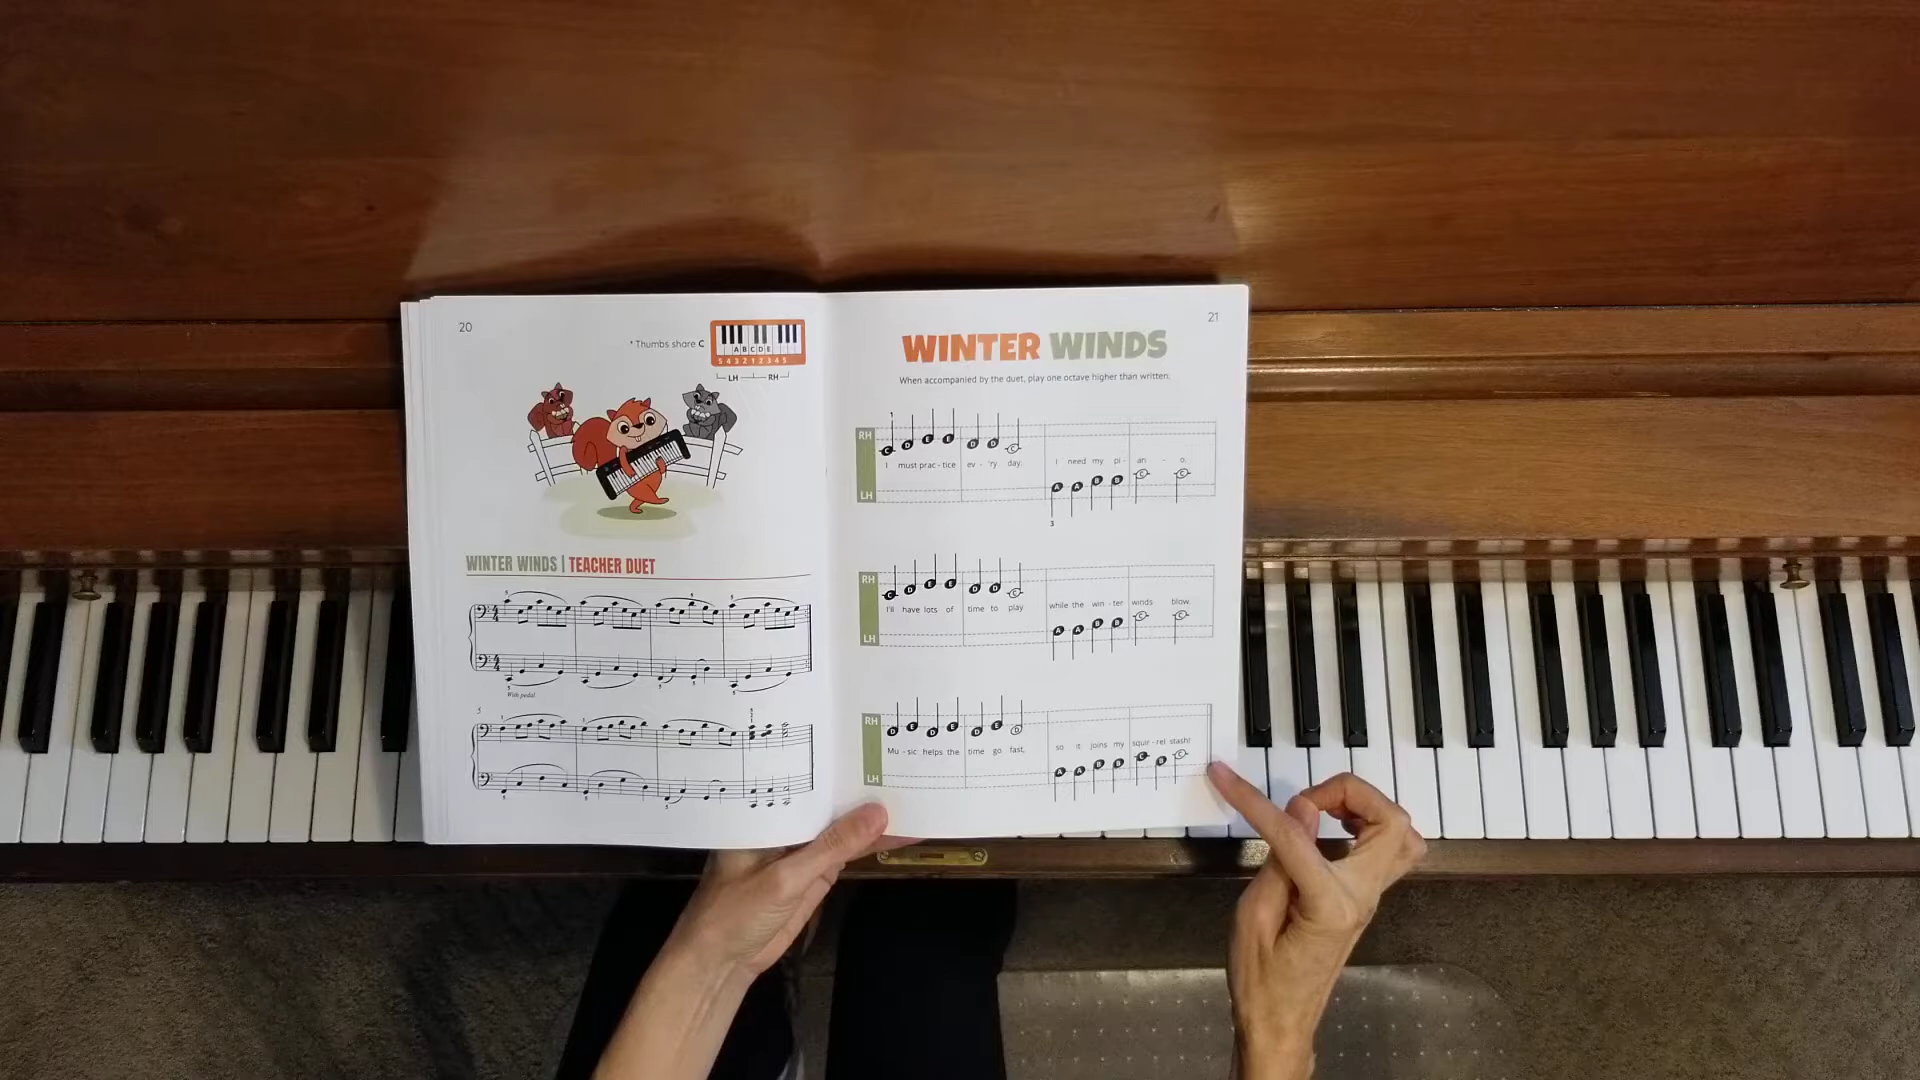 20
* Thumbs share C
A B C D E
5 4 3 2 1 2 3 4 5
LH RH
WINTER WINDS | TEACHER DUET
With pedal
21
WINTER WINDS
When accompanied by the duet, play one octave higher than written.
1
RH
C D E E D D C
I must prac - tice ev - 'ry day. I need my pi - an - o.
A A B B C C
LH
3
RH
C D E E D D C
I'll have lots of time to play while the win - ter winds blow.
A A B B C C
LH
RH
D E D E D E D
Mu - sic helps the time go fast, so it joins my squir - rel stash!
A A B B C B C
LH